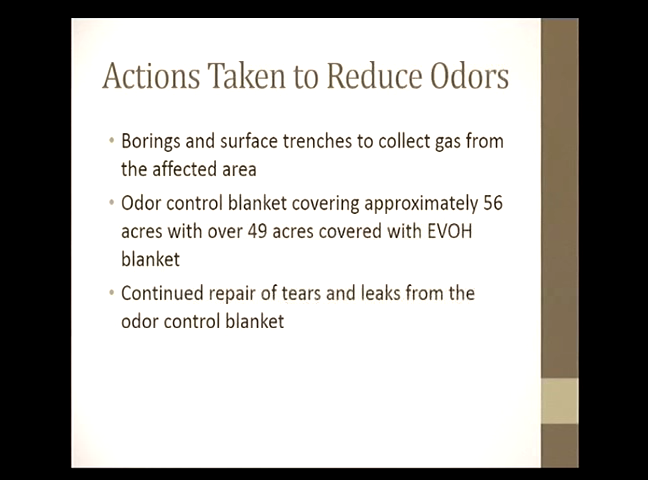 Actions Taken to Reduce Odors
• Borings and surface trenches to collect gas from
the affected area
• Odor control blanket covering approximately 56
acres with over 49 acres covered with EVOH
blanket
• Continued repair of tears and leaks from the
odor control blanket